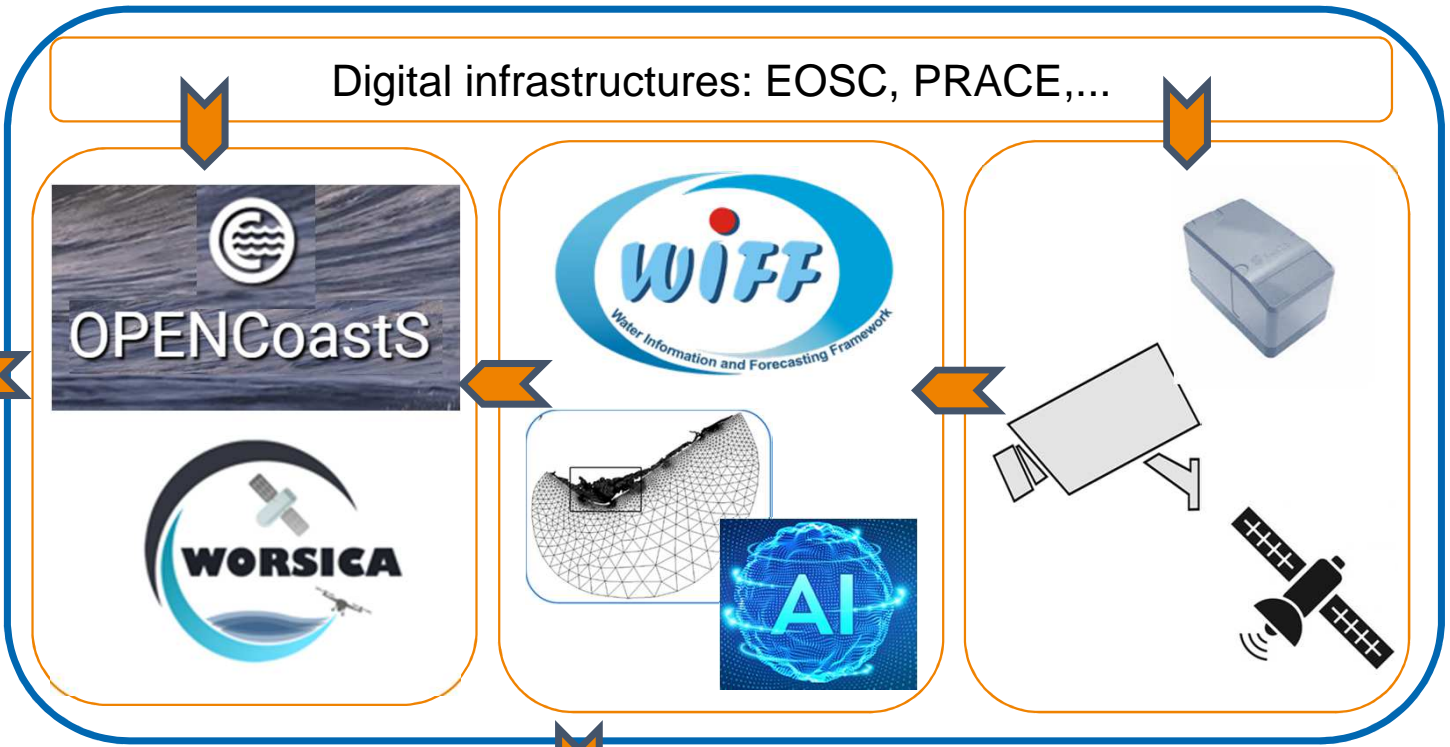 Digital infrastructures: EOSC, PRACE,...
OPENCoastS
WiFF
Water Information and Forecasting Framework
WORSICA
AI